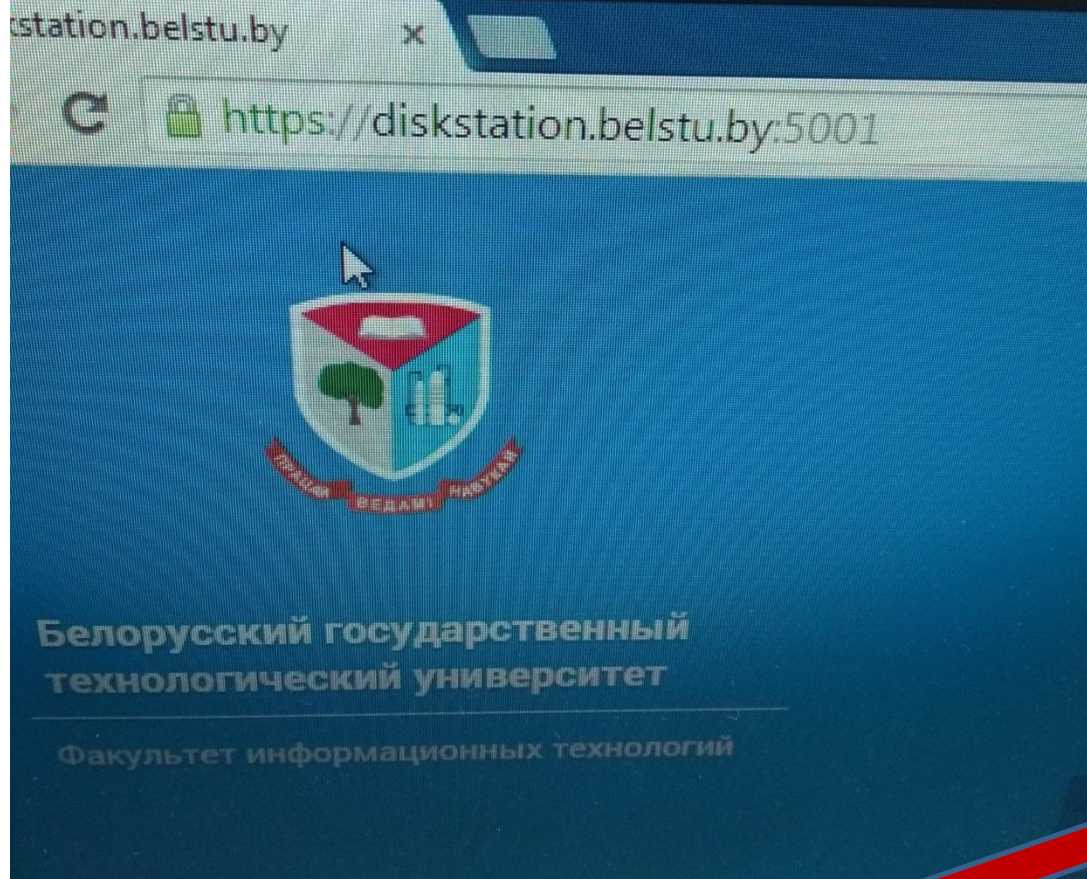 station.belstu.by
https://diskstation.belstu.by:5001
ПРАЦАЙ ВЕДАМІ НАВУКАЙ
Белорусский государственный
технологический университет
Факультет информационных технологий